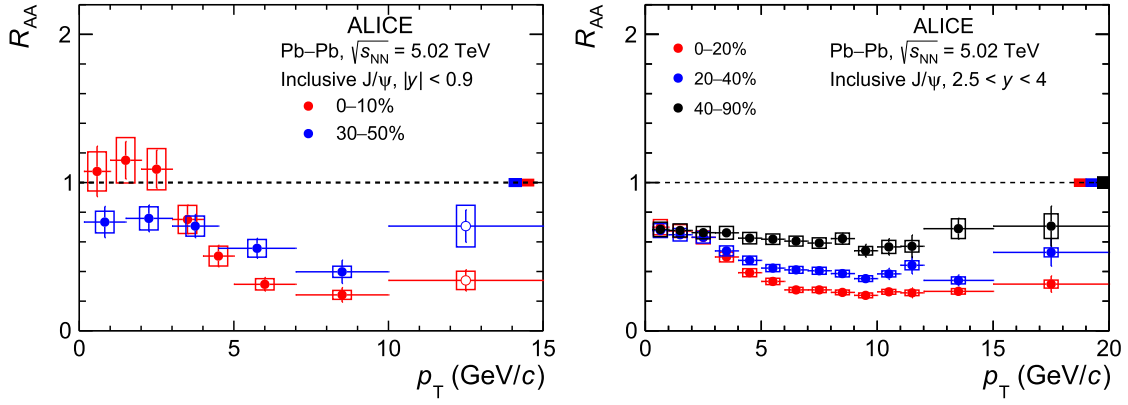 R_AA
ALICE
Pb–Pb, √s_NN = 5.02 TeV
Inclusive J/ψ, |y| < 0.9
0–10%
30–50%
2
1
0
0 5 10 15
p_T (GeV/c)
R_AA
ALICE
0–20% Pb–Pb, √s_NN = 5.02 TeV
20–40% Inclusive J/ψ, 2.5 < y < 4
40–90%
2
1
0
0 5 10 15 20
p_T (GeV/c)